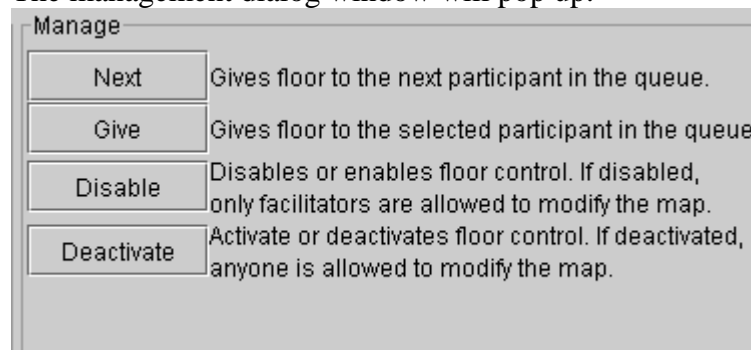 The management dialog window will pop up.
Manage
Next
Gives floor to the next participant in the queue.
Give
Gives floor to the selected participant in the queue
Disable
Disables or enables floor control. If disabled,
only facilitators are allowed to modify the map.
Deactivate
Activate or deactivates floor control. If deactivated,
anyone is allowed to modify the map.